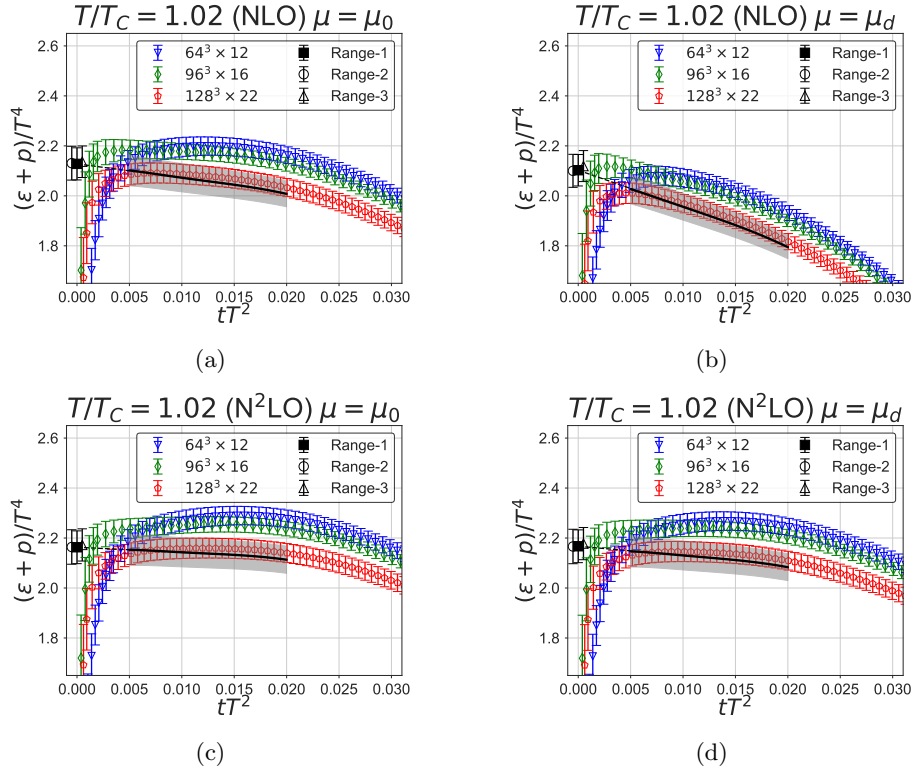 T/T_C = 1.02 (NLO) μ = μ_0
(ε + p)/T^4
2.6
2.4
2.2
2.0
1.8
64^3 × 12
96^3 × 16
128^3 × 22
Range-1
Range-2
Range-3
0.000 0.005 0.010 0.015 0.020 0.025 0.030
tT^2
(a)
T/T_C = 1.02 (NLO) μ = μ_d
(ε + p)/T^4
2.6
2.4
2.2
2.0
1.8
64^3 × 12
96^3 × 16
128^3 × 22
Range-1
Range-2
Range-3
0.000 0.005 0.010 0.015 0.020 0.025 0.030
tT^2
(b)
T/T_C = 1.02 (N^2LO) μ = μ_0
(ε + p)/T^4
2.6
2.4
2.2
2.0
1.8
64^3 × 12
96^3 × 16
128^3 × 22
Range-1
Range-2
Range-3
0.000 0.005 0.010 0.015 0.020 0.025 0.030
tT^2
(c)
T/T_C = 1.02 (N^2LO) μ = μ_d
(ε + p)/T^4
2.6
2.4
2.2
2.0
1.8
64^3 × 12
96^3 × 16
128^3 × 22
Range-1
Range-2
Range-3
0.000 0.005 0.010 0.015 0.020 0.025 0.030
tT^2
(d)